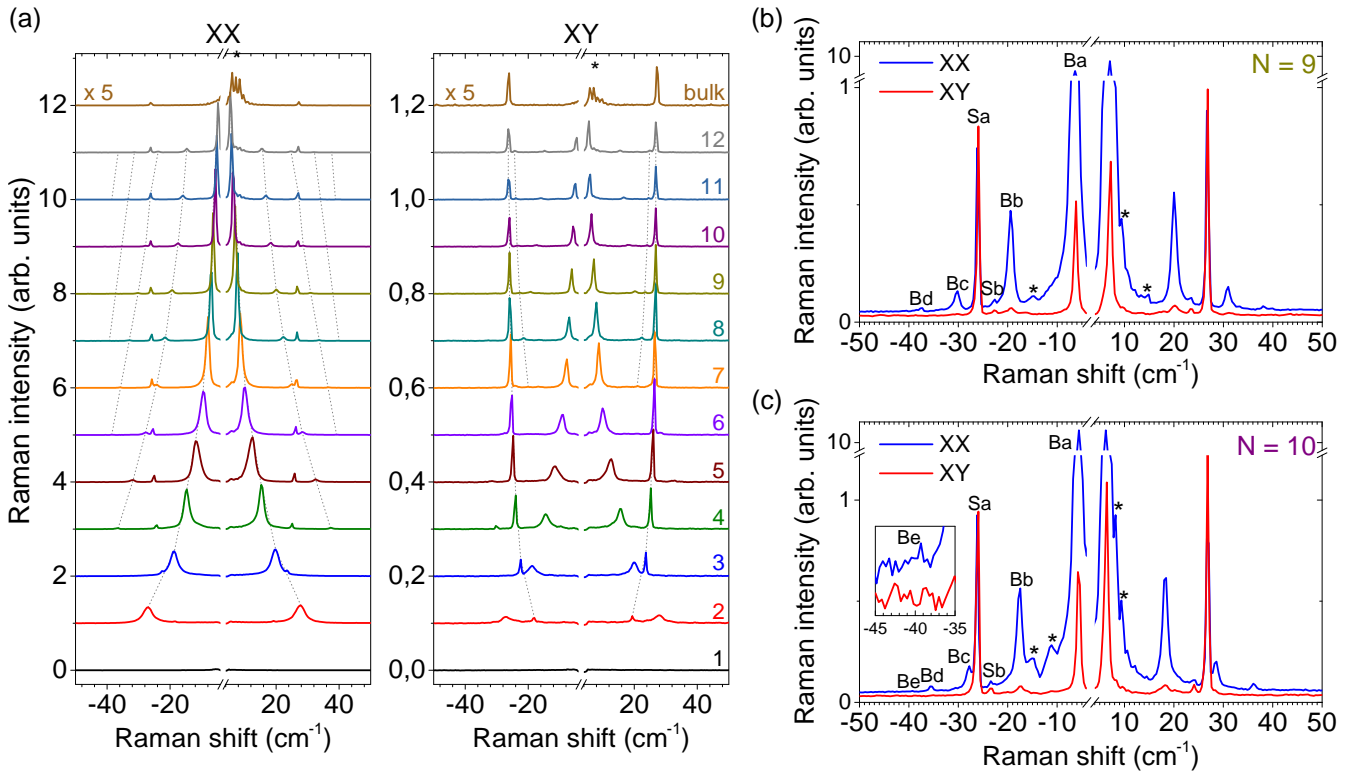 (a)
XX
XY
*
*
x 5
x 5
bulk
12
11
10
9
8
7
6
5
4
3
2
1
12
10
8
6
4
2
0
1,2
1,0
0,8
0,6
0,4
0,2
0,0
Raman intensity (arb. units)
Raman intensity (arb. units)
-40 -20 20 40
-40 -20 20 40
Raman shift (cm-1)
Raman shift (cm-1)
(b)
10
1
0
Raman intensity (arb. units)
XX
XY
N = 9
Ba
Sa
Bb
Bc
Sb
Bd
*
*
*
-50 -40 -30 -20 -10 10 20 30 40 50
Raman shift (cm-1)
(c)
10
1
0
Raman intensity (arb. units)
XX
XY
N = 10
Ba
Sa
Be
-45 -40 -35
Bb
Bc
Sb
Be
Bd
*
*
*
*
-50 -40 -30 -20 -10 10 20 30 40 50
Raman shift (cm-1)